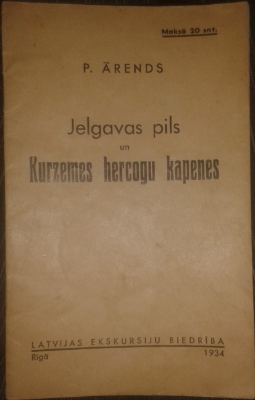 Maksā 20 snt.
P. ĀRENDS
Jelgavas pils
un
Kurzemes hercogu kapenes
LATVIJAS EKSKURSIJU BIEDRĪBA
Rīgā 1934